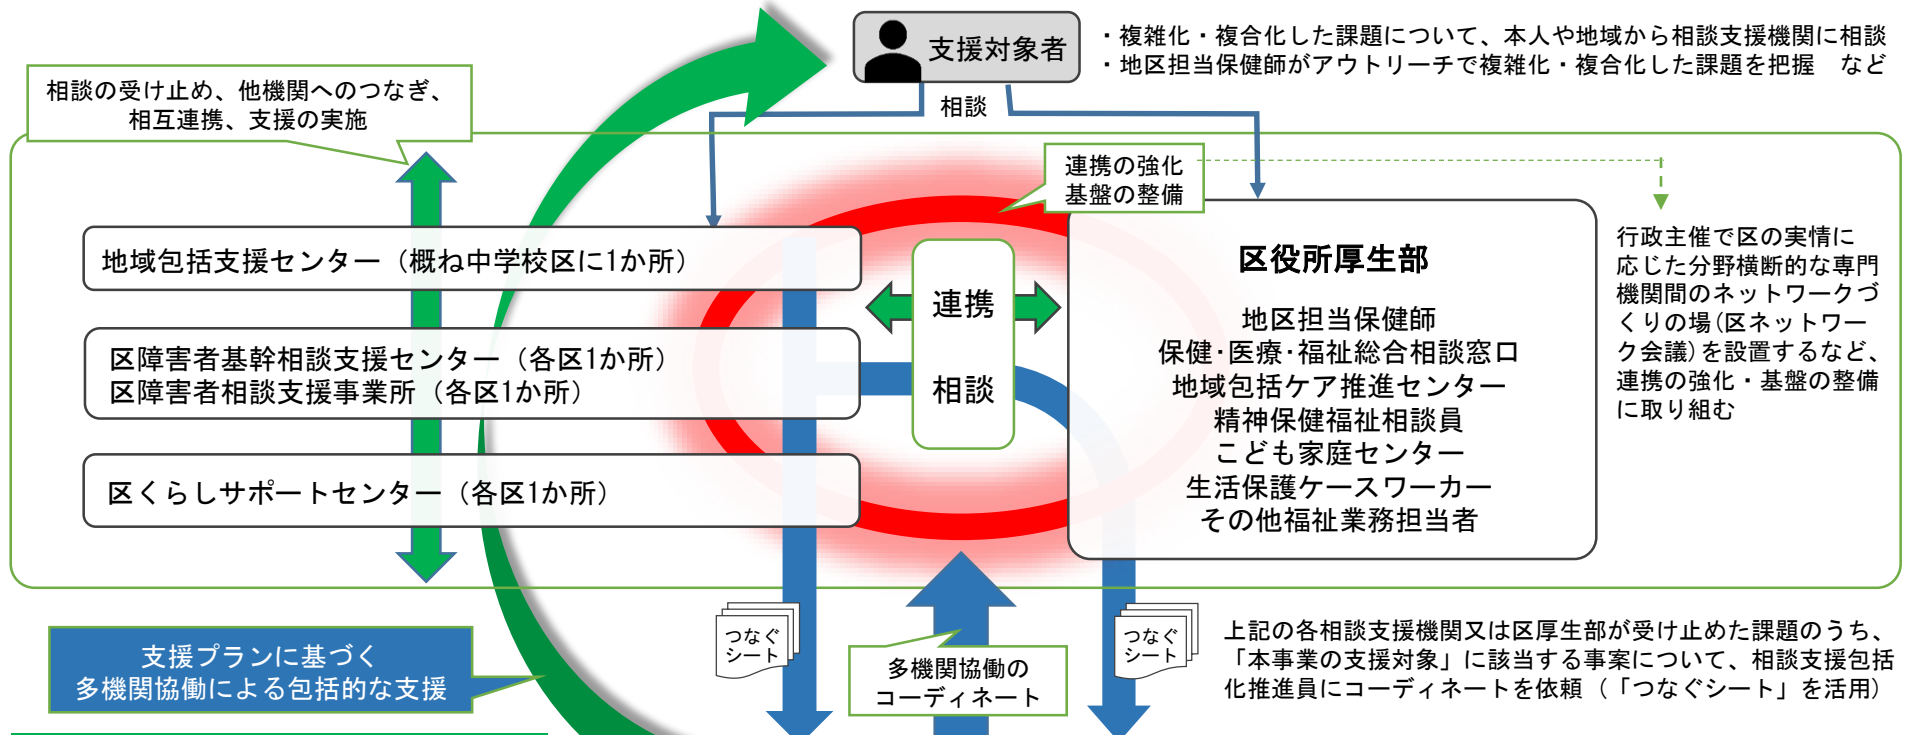 支援対象者
・複雑化・複合化した課題について、本人や地域から相談支援機関に相談
・地区担当保健師がアウトリーチで複雑化・複合化した課題を把握　など
相談の受け止め、他機関へのつなぎ、
相互連携、支援の実施
相談
連携の強化
基盤の整備
地域包括支援センター（概ね中学校区に1か所）
区障害者基幹相談支援センター（各区1か所）
区障害者相談支援事業所（各区1か所）
区くらしサポートセンター（各区1か所）
連携
相談
区役所厚生部
地区担当保健師
保健・医療・福祉総合相談窓口
地域包括ケア推進センター
精神保健福祉相談員
こども家庭センター
生活保護ケースワーカー
その他福祉業務担当者
行政主催で区の実情に
応じた分野横断的な専門
機関間のネットワークづ
くりの場(区ネットワー
ク会議)を設置するなど、
連携の強化・基盤の整備
に取り組む
支援プランに基づく
多機関協働による包括的な支援
つなぐ
シート
多機関協働の
コーディネート
つなぐ
シート
上記の各相談支援機関又は区厚生部が受け止めた課題のうち、
「本事業の支援対象」に該当する事案について、相談支援包括
化推進員にコーディネートを依頼（「つなぐシート」を活用）